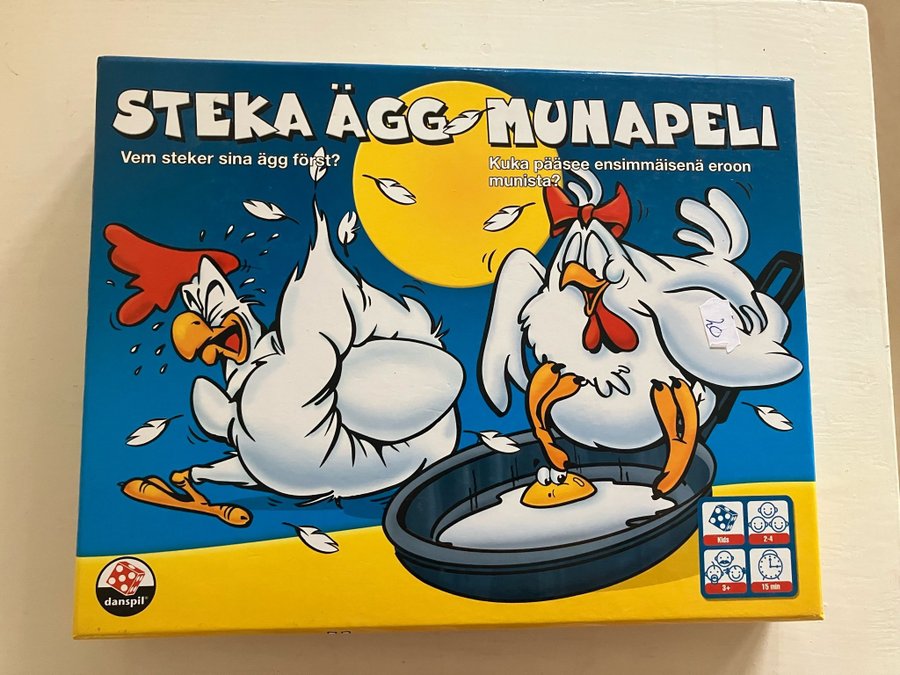 STEKA ÄGG MUNAPELI
Vem steker sina ägg först?
Kuka pääsee ensimmäisenä eroon
munista?
20
Kids
2-4
3+
15 min
danspil